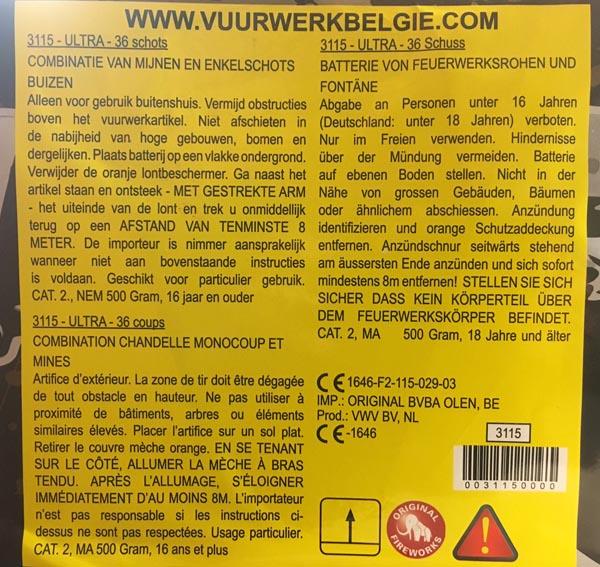 WWW.VUURWERKBELGIE.COM
3115 - ULTRA - 36 schots
COMBINATIE VAN MIJNEN EN ENKELSCHOTS
BUIZEN
Alleen voor gebruik buitenshuis. Vermijd obstructies
boven het vuurwerkartikel. Niet afschieten in
de nabijheid van hoge gebouwen, bomen en
dergelijken. Plaats batterij op een vlakke ondergrond.
Verwijder de oranje lontbeschermer. Ga naast het
artikel staan en ontsteek - MET GESTREKTE ARM
- het uiteinde van de lont en trek u onmiddelijk
terug op een AFSTAND VAN TENMINSTE 8
METER. De importeur is nimmer aansprakelijk
wanneer niet aan bovenstaande instructies
is voldaan. Geschikt voor particulier gebruik.
CAT. 2., NEM 500 Gram, 16 jaar en ouder
3115 - ULTRA - 36 coups
COMBINATION CHANDELLE MONOCOUP ET
MINES
Artifice d'extérieur. La zone de tir doit être dégagée
de tout obstacle en hauteur. Ne pas utiliser à
proximité de bâtiments, arbres ou éléments
similaires élevés. Placer l'artifice sur un sol plat.
Retirer le couvre mèche orange. EN SE TENANT
SUR LE CÔTÉ, ALLUMER LA MÈCHE À BRAS
TENDU. APRÈS L'ALLUMAGE, S'ÉLOIGNER
IMMÉDIATEMENT D'AU MOINS 8M. L'importateur
n'est pas responsable si les instructions ci-
dessus ne sont pas respectées. Usage particulier.
CAT. 2, MA 500 Gram, 16 ans et plus
3115 - ULTRA - 36 Schuss
BATTERIE VON FEUERWERKSROHEN UND
FONTÄNE
Abgabe an Personen unter 16 Jahren
(Deutschland: unter 18 Jahren) verboten.
Nur im Freien verwenden. Hindernisse
über der Mündung vermeiden. Batterie
auf ebenen Boden stellen. Nicht in der
Nähe von grossen Gebäuden, Bäumen
oder ähnlichem abschiessen. Anzündung
identifizieren und orange Schutzaddeckung
entfernen. Anzündschnur seitwärts stehend
am äussersten Ende anzünden und sich sofort
mindestens 8m entfernen! STELLEN SIE SICH
SICHER DASS KEIN KÖRPERTEIL ÜBER
DEM FEUERWERKSKÖRPER BEFINDET.
CAT. 2, MA 500 Gram, 18 Jahre und älter
CE 1646-F2-115-029-03
IMP.: ORIGINAL BVBA OLEN, BE
Prod.: VWV BV, NL
CE-1646
3115
0031150000
ORIGINAL
FIREWORKS